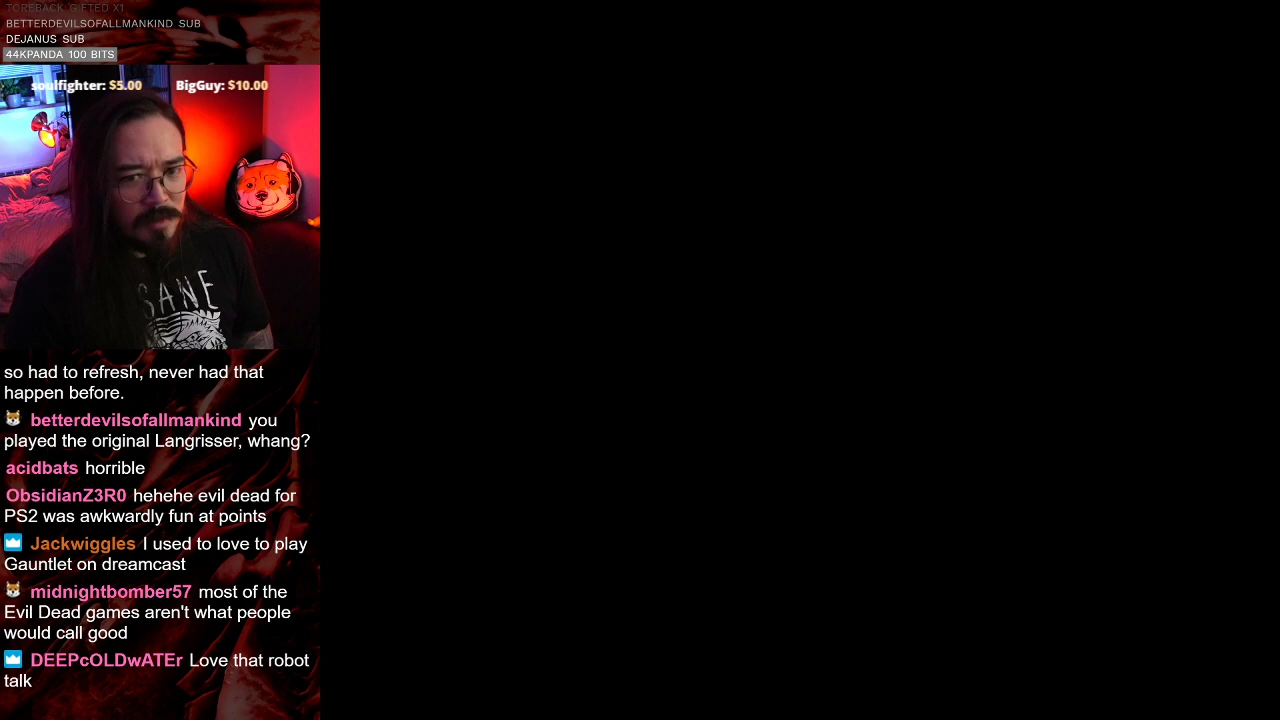 TOREBACK GIFTED X1
BETTERDEVILSOFALLMANKIND SUB
DEJANUS SUB
44KPANDA 100 BITS
soulfighter: $5.00 BigGuy: $10.00
SANE
so had to refresh, never had that
happen before.
betterdevilsofallmankind you
played the original Langrisser, whang?
acidbats horrible
ObsidianZ3R0 hehehe evil dead for
PS2 was awkwardly fun at points
Jackwiggles I used to love to play
Gauntlet on dreamcast
midnightbomber57 most of the
Evil Dead games aren't what people
would call good
DEEPcOLDwATEr Love that robot
talk